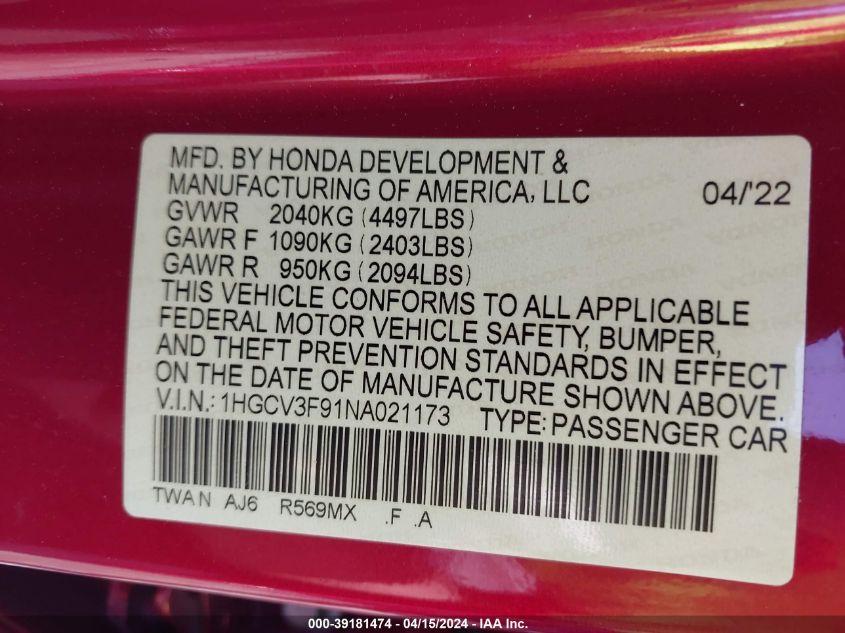 MFD. BY HONDA DEVELOPMENT &
MANUFACTURING OF AMERICA, LLC 04/'22
GVWR 2040KG (4497LBS)
GAWR F 1090KG (2403LBS)
GAWR R 950KG (2094LBS)
THIS VEHICLE CONFORMS TO ALL APPLICABLE
FEDERAL MOTOR VEHICLE SAFETY, BUMPER,
AND THEFT PREVENTION STANDARDS IN EFFECT
ON THE DATE OF MANUFACTURE SHOWN ABOVE.
V.I.N.: 1HGCV3F91NA021173 TYPE: PASSENGER CAR
TWAN AJ6 R569MX .F .A
000-39181474 - 04/15/2024 - IAA Inc.